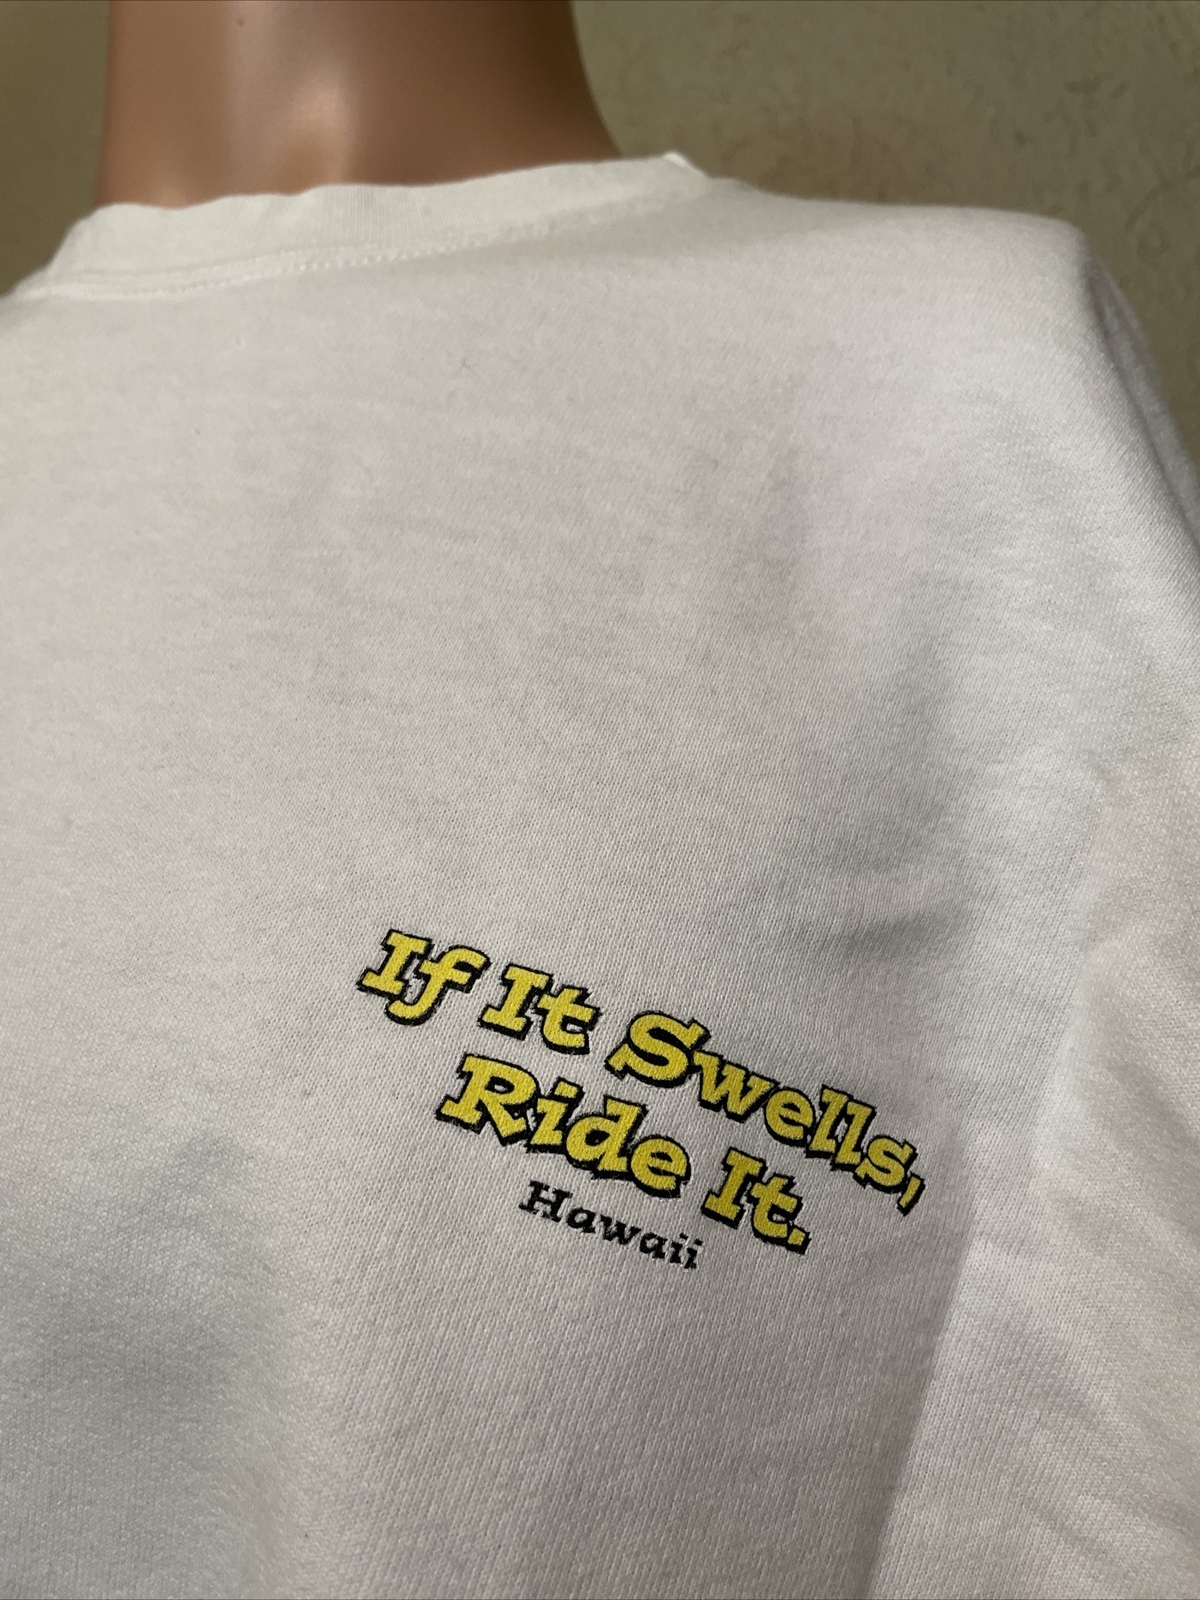 If It Swells,
Ride It.
Hawaii